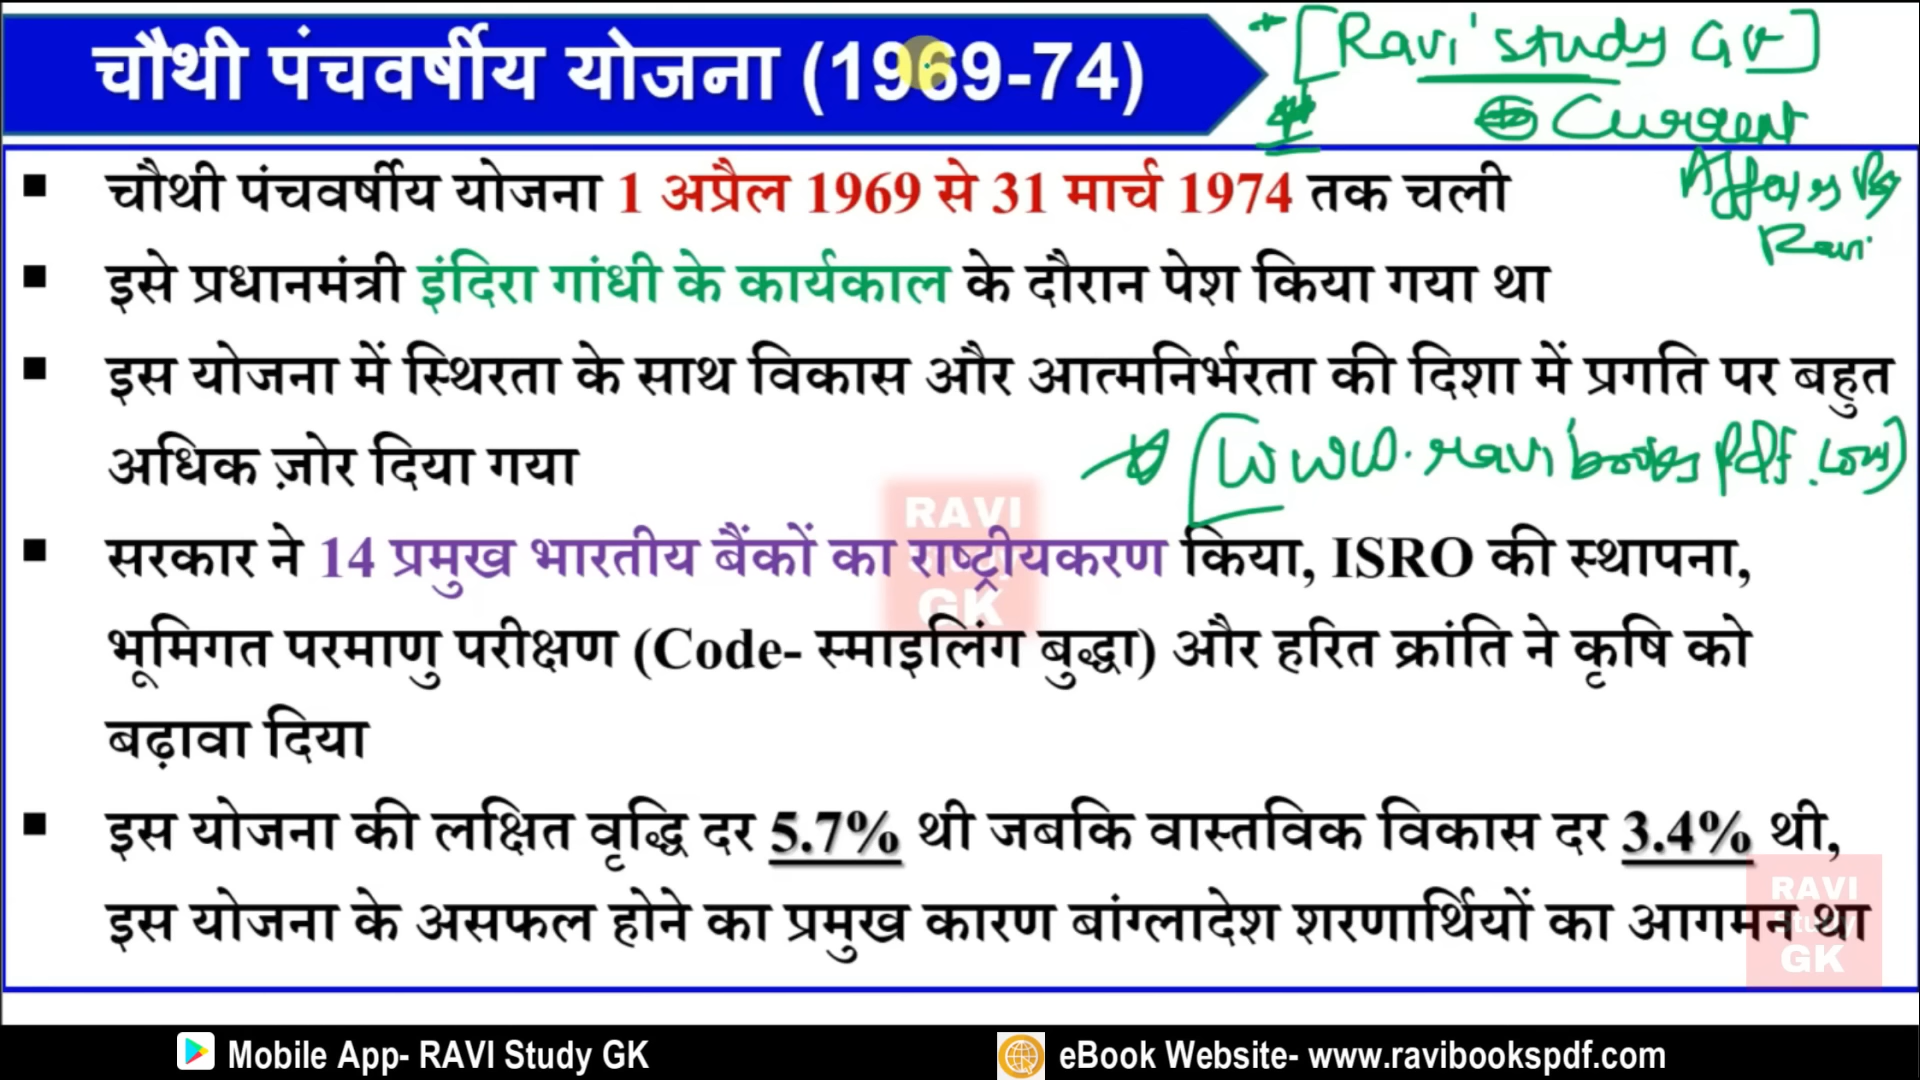 चौथी पंचवर्षीय योजना (1969-74)
[Ravi study GK]
Current
Affairs By
Ravi
▪ चौथी पंचवर्षीय योजना 1 अप्रैल 1969 से 31 मार्च 1974 तक चली
▪ इसे प्रधानमंत्री इंदिरा गांधी के कार्यकाल के दौरान पेश किया गया था
▪ इस योजना में स्थिरता के साथ विकास और आत्मनिर्भरता की दिशा में प्रगति पर बहुत
अधिक ज़ोर दिया गया
[www.ravibookspdf.com)
▪ सरकार ने 14 प्रमुख भारतीय बैंकों का राष्ट्रीयकरण किया, ISRO की स्थापना,
भूमिगत परमाणु परीक्षण (Code- स्माइलिंग बुद्धा) और हरित क्रांति ने कृषि को
बढ़ावा दिया
▪ इस योजना की लक्षित वृद्धि दर 5.7% थी जबकि वास्तविक विकास दर 3.4% थी,
इस योजना के असफल होने का प्रमुख कारण बांग्लादेश शरणार्थियों का आगमन था
RAVI
Study
GK
RAVI
Study
GK
Mobile App- RAVI Study GK
eBook Website- www.ravibookspdf.com